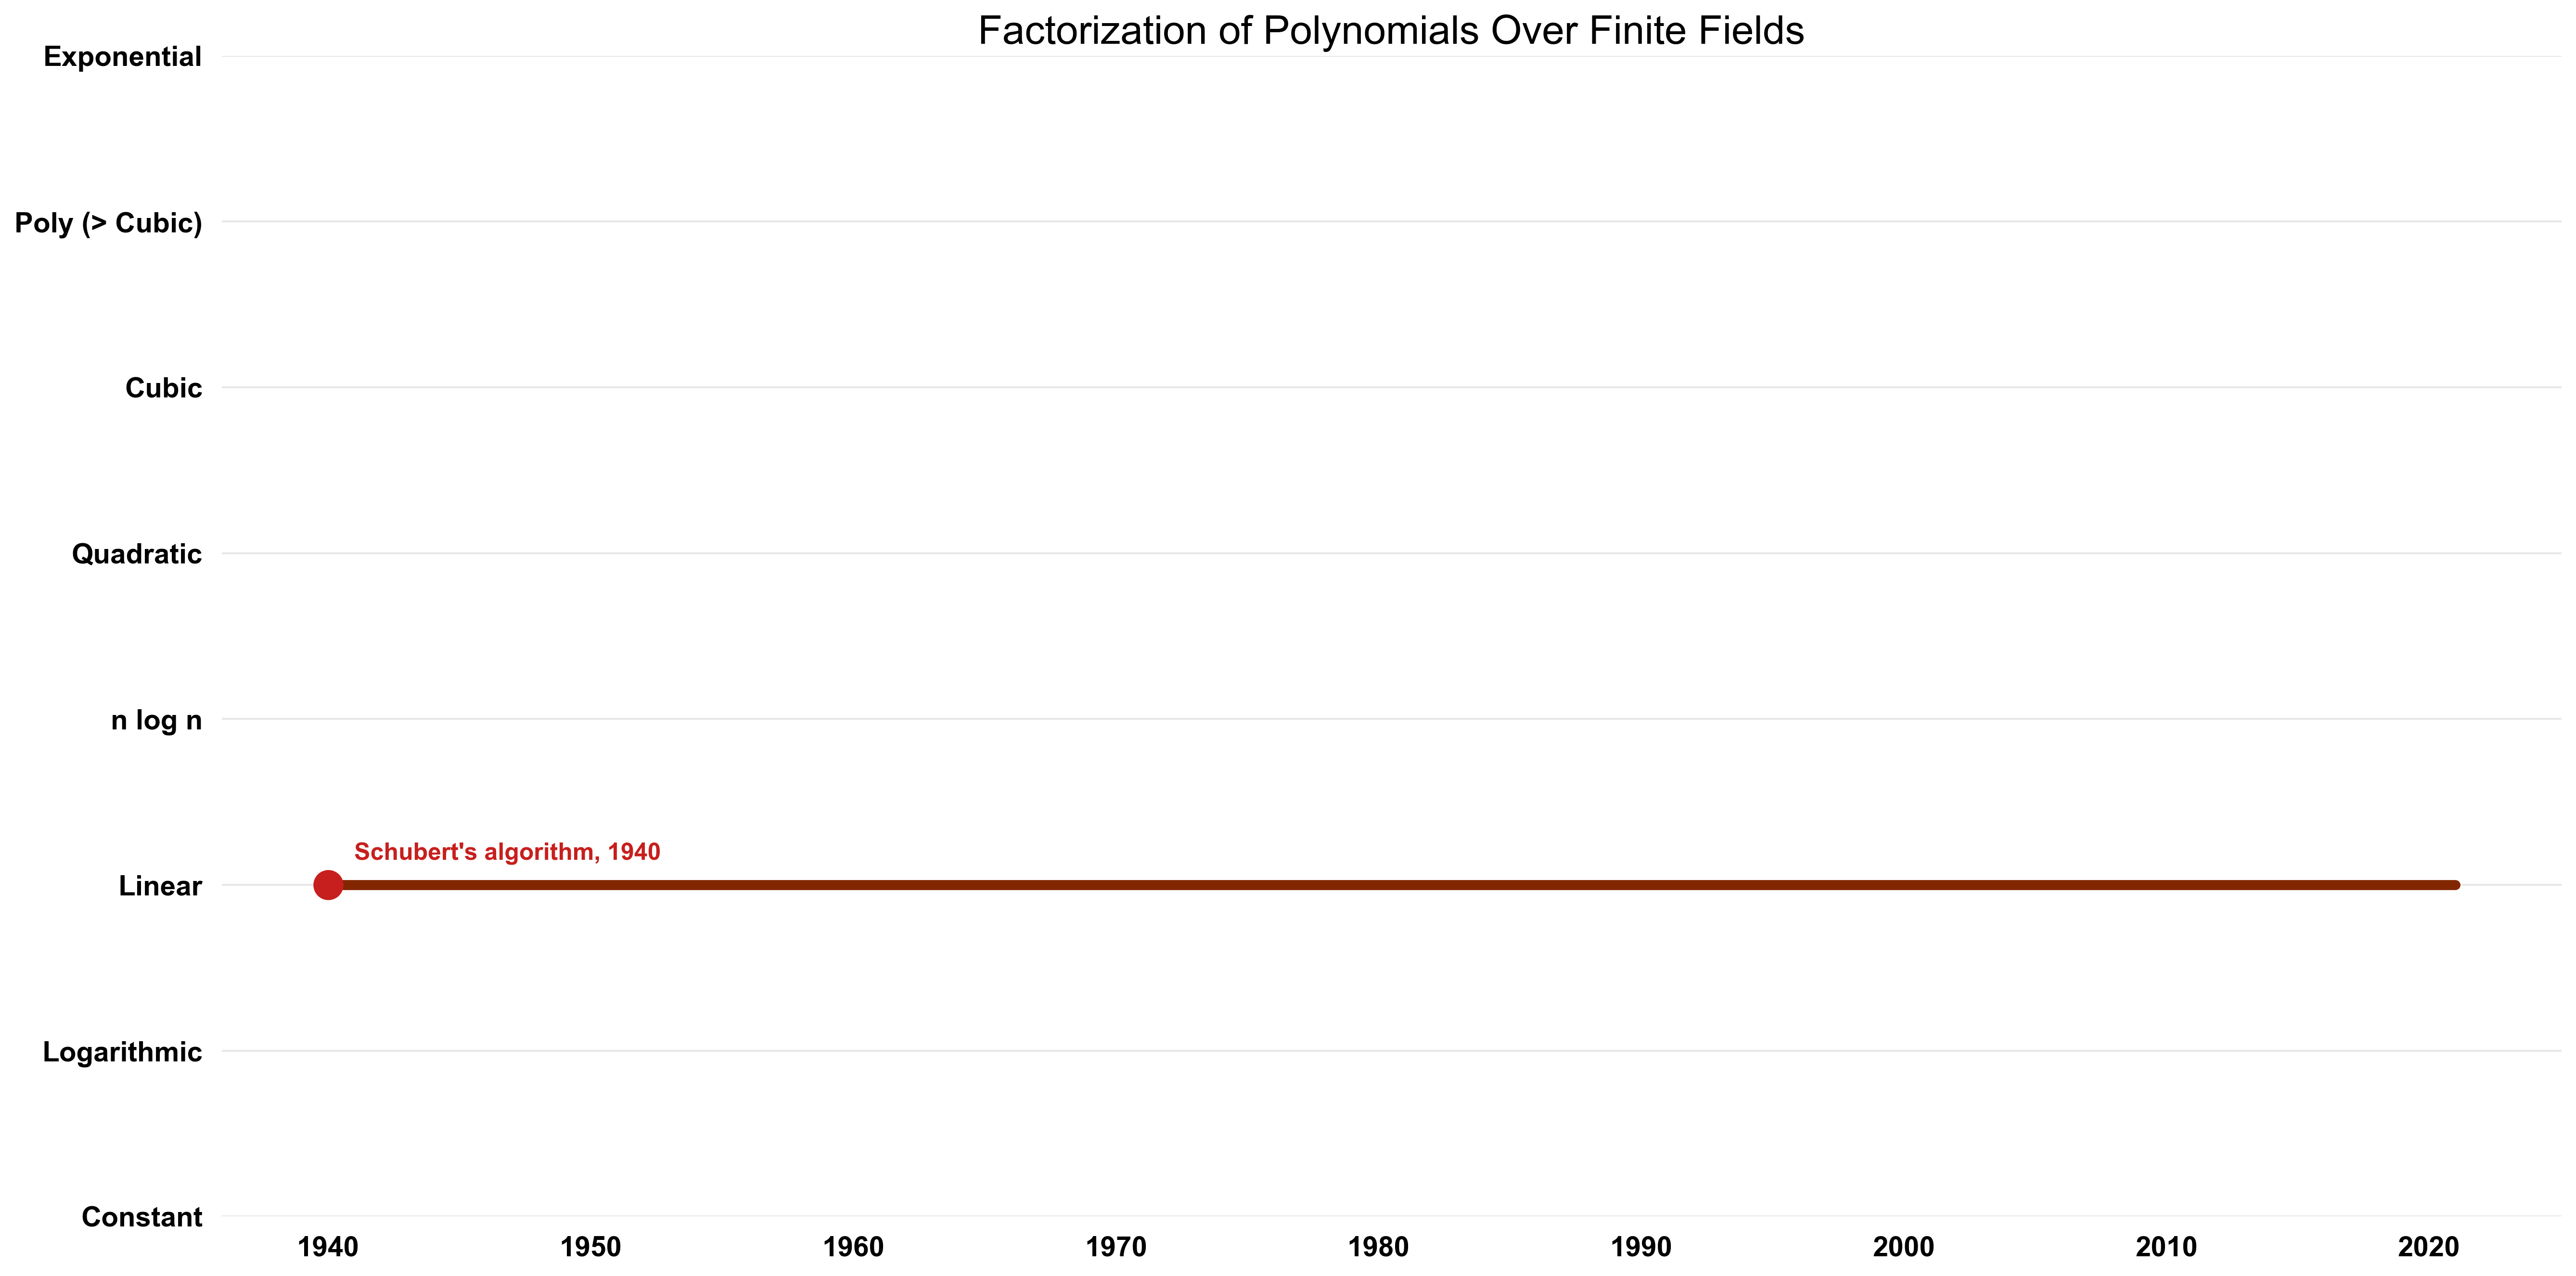 Factorization of Polynomials Over Finite Fields
Exponential
Poly (> Cubic)
Cubic
Quadratic
n log n
Schubert's algorithm, 1940
Linear
Logarithmic
Constant
1940 1950 1960 1970 1980 1990 2000 2010 2020